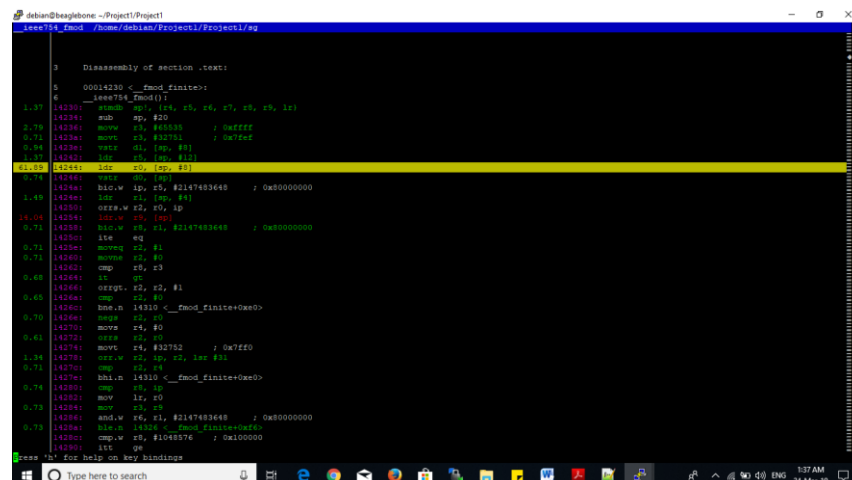 debian@beaglebone: ~/Project1/Project1
__ieee754_fmod /home/debian/Project1/Project1/sg
3 Disassembly of section .text:
5 00014230 <__fmod_finite>:
6 __ieee754_fmod():
1.37 14230: stmdb sp!, {r4, r5, r6, r7, r8, r9, lr}
14234: sub sp, #20
2.79 14236: movw r3, #65535 ; 0xffff
0.71 1423a: movt r3, #32751 ; 0x7fef
0.94 1423e: vstr d1, [sp, #8]
1.37 14242: ldr r5, [sp, #12]
61.89 14244: ldr r0, [sp, #8]
0.74 14246: vstr d0, [sp]
1424a: bic.w ip, r5, #2147483648 ; 0x80000000
1.49 1424e: ldr r1, [sp, #4]
14250: orrs.w r2, r0, ip
14.04 14254: ldr.w r9, [sp]
0.71 14258: bic.w r8, r1, #2147483648 ; 0x80000000
1425c: ite eq
0.71 1425e: moveq r2, #1
0.71 14260: movne r2, #0
14262: cmp r8, r3
0.68 14264: it gt
14266: orrgt. r2, r2, #1
0.65 1426a: cmp r2, #0
1426c: bne.n 14310 <__fmod_finite+0xe0>
0.70 1426e: negs r2, r0
14270: movs r4, #0
0.61 14272: orrs r2, r0
14274: movt r4, #32752 ; 0x7ff0
1.34 14278: orr.w r2, ip, r2, lsr #31
0.71 1427c: cmp r2, r4
1427e: bhi.n 14310 <__fmod_finite+0xe0>
0.74 14280: cmp r8, ip
14282: mov lr, r0
0.73 14284: mov r3, r9
14286: and.w r6, r1, #2147483648 ; 0x80000000
0.73 1428a: ble.n 14326 <__fmod_finite+0xf6>
1428c: cmp.w r8, #1048576 ; 0x100000
14290: itt ge
Press 'h' for help on key bindings
Type here to search
ENG
1:37 AM